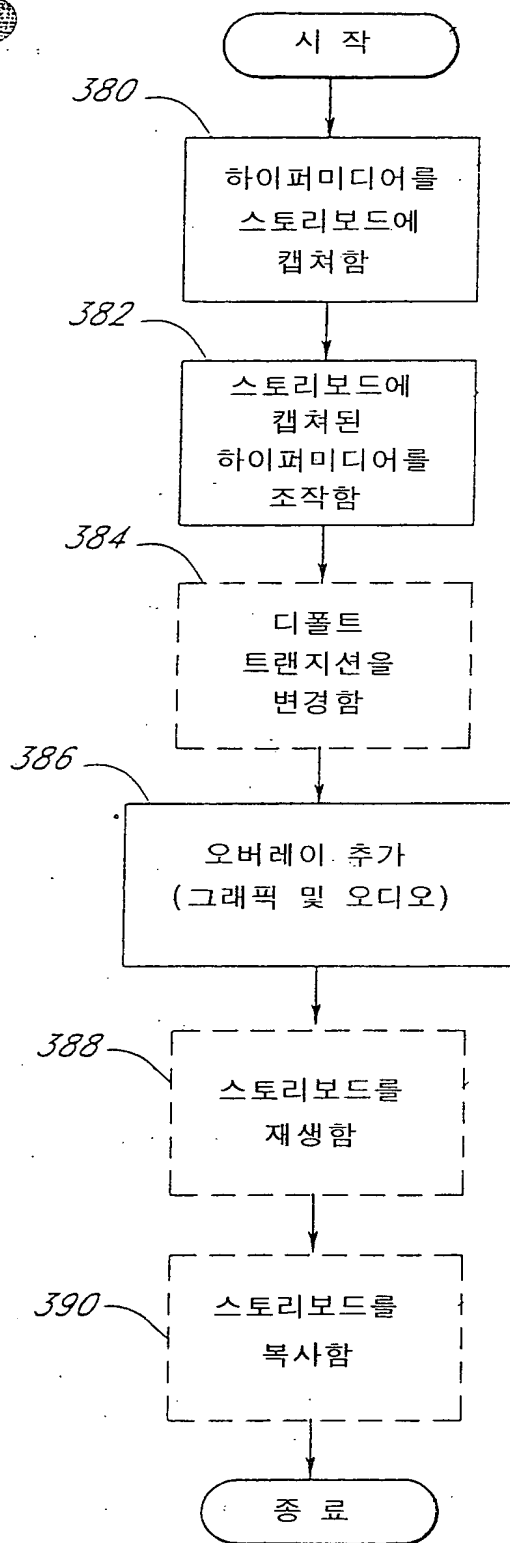 시 작
380
하이퍼미디어를
스토리보드에
캡쳐함
382
스토리보드에
캡쳐된
하이퍼미디어를
조작함
384
디폴트
트랜지션을
변경함
386
오버레이 추가
(그래픽 및 오디오)
388
스토리보드를
재생함
390
스토리보드를
복사함
종 료